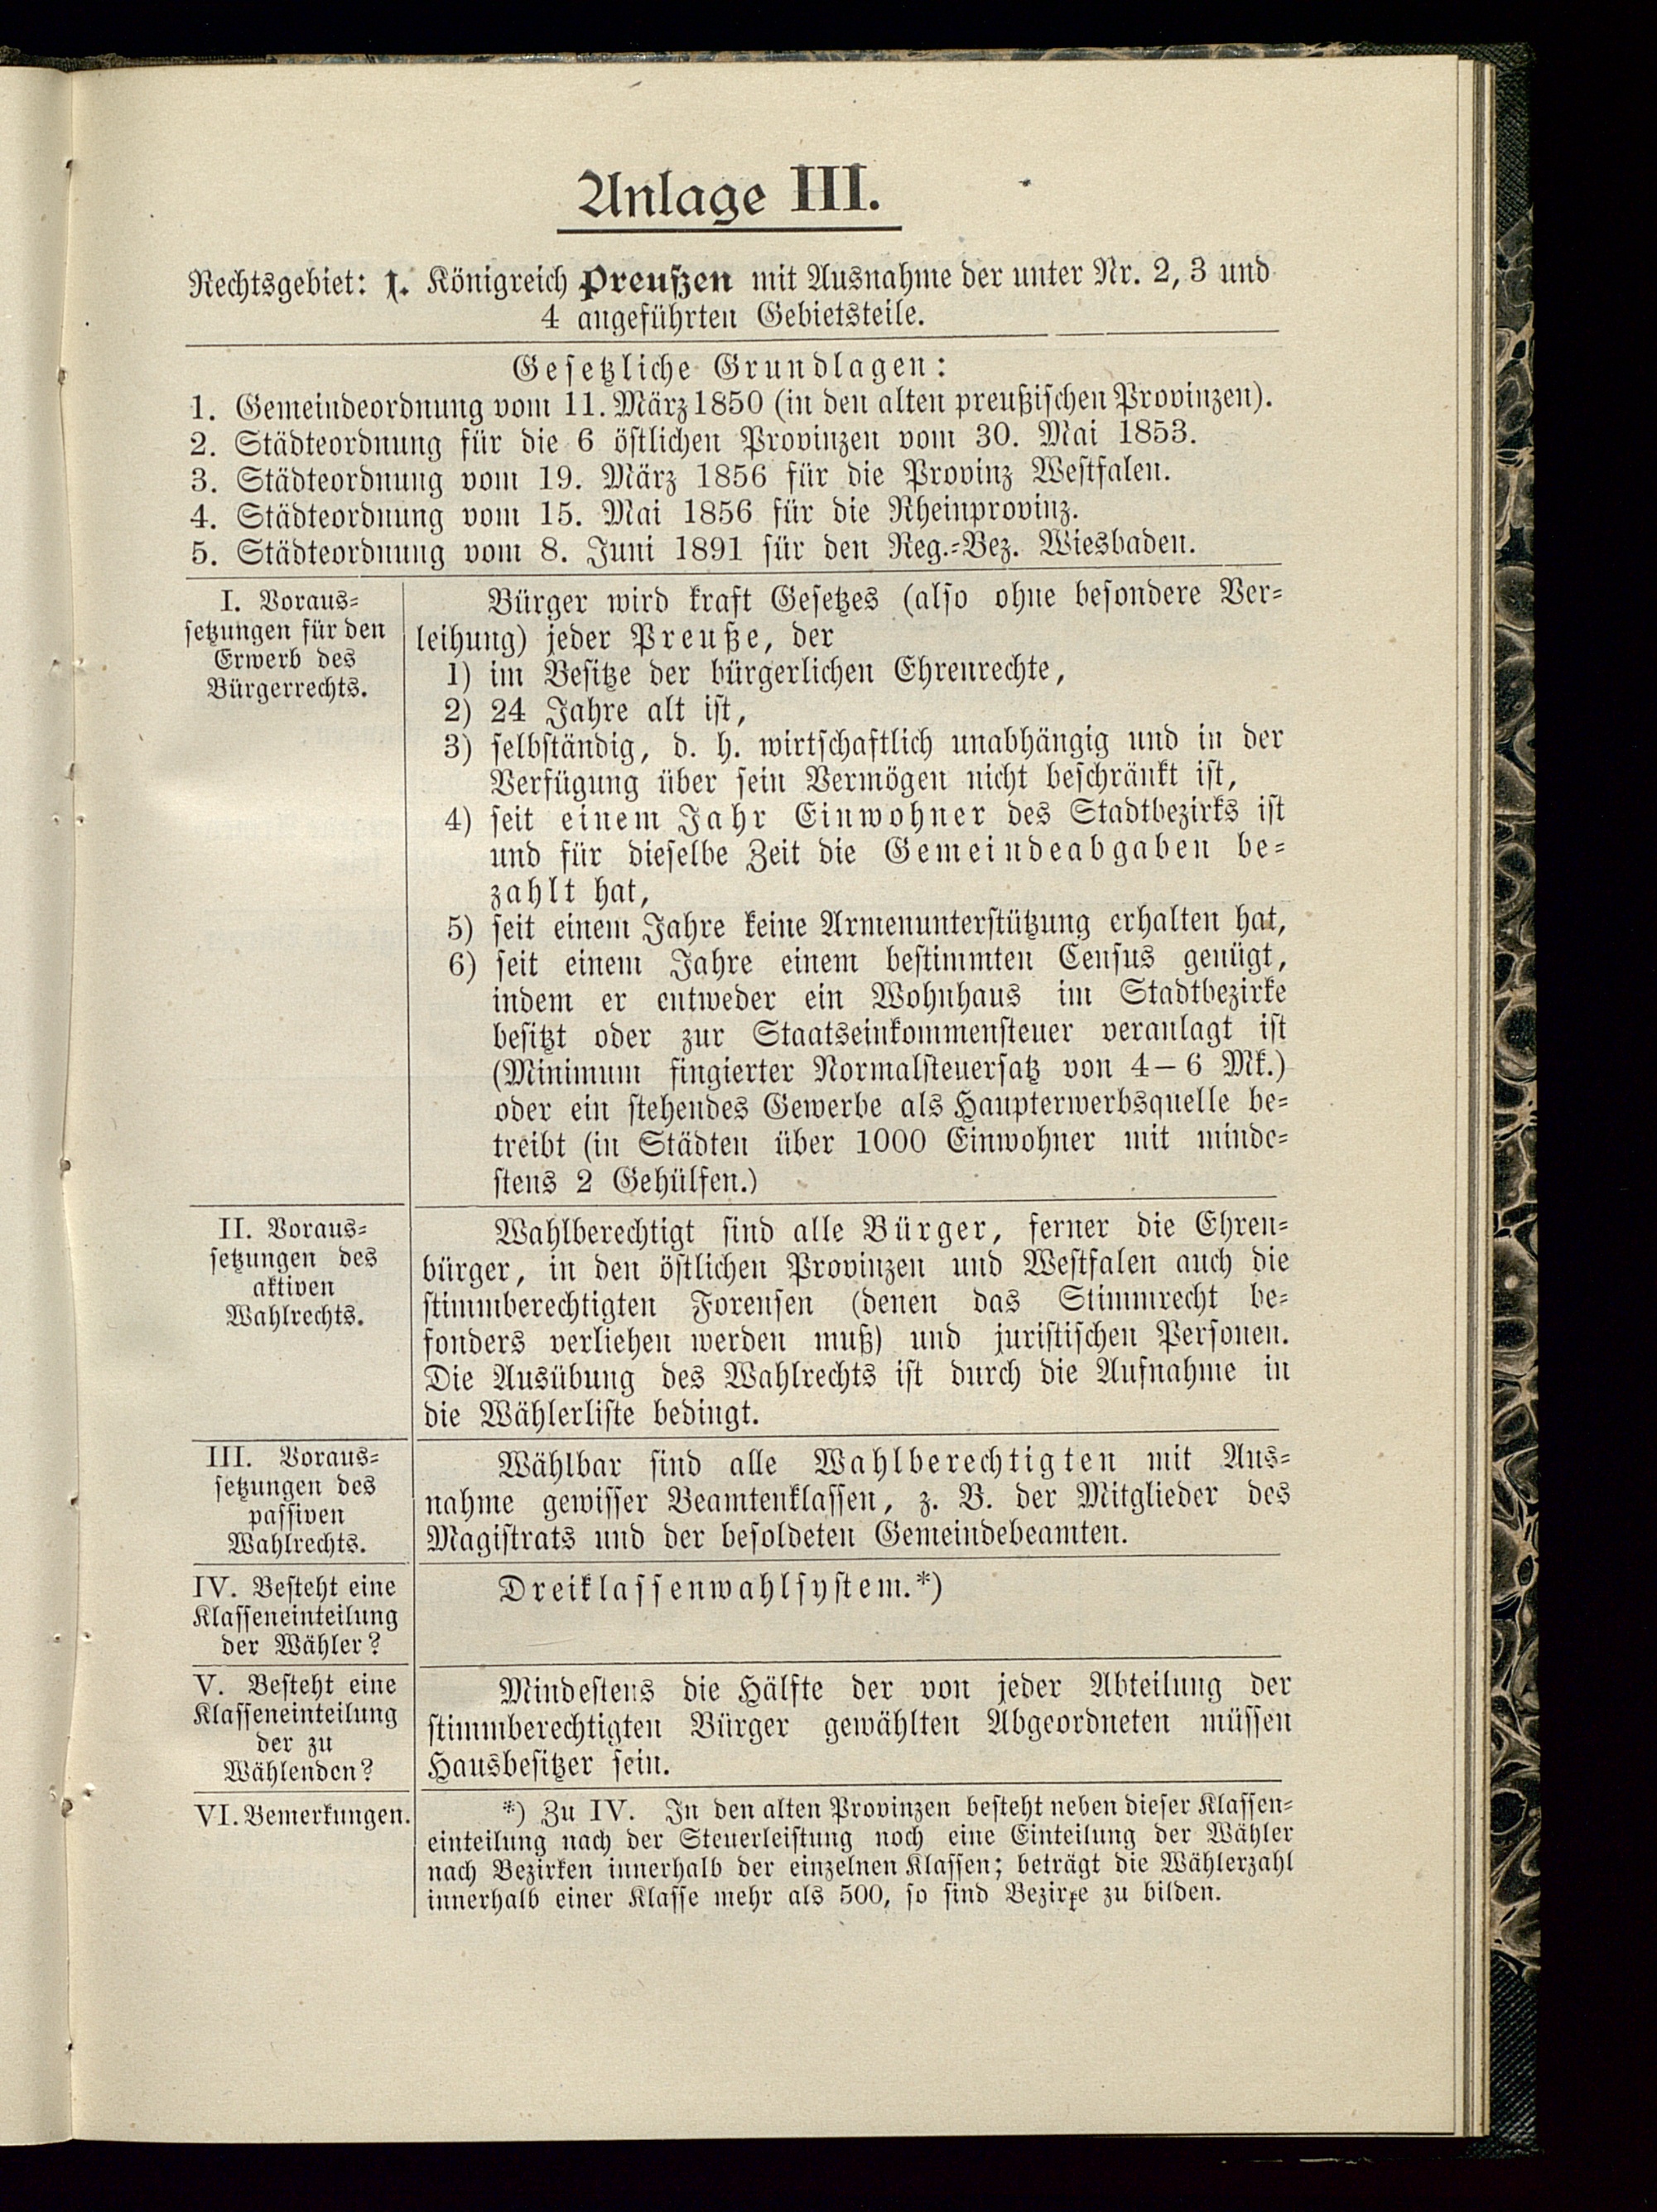 Anlage III.
Rechtsgebiet: 1. Königreich Preußen mit Ausnahme der unter Nr. 2, 3 und
4 angeführten Gebietsteile.
Gesetzliche Grundlagen:
1. Gemeindeordnung vom 11. März 1850 (in den alten preußischen Provinzen).
2. Städteordnung für die 6 östlichen Provinzen vom 30. Mai 1853.
3. Städteordnung vom 19. März 1856 für die Provinz Westfalen.
4. Städteordnung vom 15. Mai 1856 für die Rheinprovinz.
5. Städteordnung vom 8. Juni 1891 für den Reg.-Bez. Wiesbaden.
I. Voraus-
setzungen für den
Erwerb des
Bürgerrechts.
Bürger wird kraft Gesetzes (also ohne besondere Ver-
leihung) jeder Preuße, der
1) im Besitze der bürgerlichen Ehrenrechte,
2) 24 Jahre alt ist,
3) selbständig, d. h. wirtschaftlich unabhängig und in der
Verfügung über sein Vermögen nicht beschränkt ist,
4) seit einem Jahr Einwohner des Stadtbezirks ist
und für dieselbe Zeit die Gemeindeabgaben be-
zahlt hat,
5) seit einem Jahre keine Armenunterstützung erhalten hat,
6) seit einem Jahre einem bestimmten Census genügt,
indem er entweder ein Wohnhaus im Stadtbezirke
besitzt oder zur Staatseinkommensteuer veranlagt ist
(Minimum fingierter Normalsteuersatz von 4–6 Mk.)
oder ein stehendes Gewerbe als Haupterwerbsquelle be-
treibt (in Städten über 1000 Einwohner mit minde-
stens 2 Gehülfen.)
II. Voraus-
setzungen des
aktiven
Wahlrechts.
Wahlberechtigt sind alle Bürger, ferner die Ehren-
bürger, in den östlichen Provinzen und Westfalen auch die
stimmberechtigten Forensen (denen das Stimmrecht be-
sonders verliehen werden muß) und juristischen Personen.
Die Ausübung des Wahlrechts ist durch die Aufnahme in
die Wählerliste bedingt.
III. Voraus-
setzungen des
passiven
Wahlrechts.
Wählbar sind alle Wahlberechtigten mit Aus-
nahme gewisser Beamtenklassen, z. B. der Mitglieder des
Magistrats und der besoldeten Gemeindebeamten.
IV. Besteht eine
Klasseneinteilung
der Wähler?
Dreiklassenwahlsystem.*)
V. Besteht eine
Klasseneinteilung
der zu
Wählenden?
Mindestens die Hälfte der von jeder Abteilung der
stimmberechtigten Bürger gewählten Abgeordneten müssen
Hausbesitzer sein.
VI. Bemerkungen.
*) Zu IV. In den alten Provinzen besteht neben dieser Klassen-
einteilung nach der Steuerleistung noch eine Einteilung der Wähler
nach Bezirken innerhalb der einzelnen Klassen; beträgt die Wählerzahl
innerhalb einer Klasse mehr als 500, so sind Bezirke zu bilden.